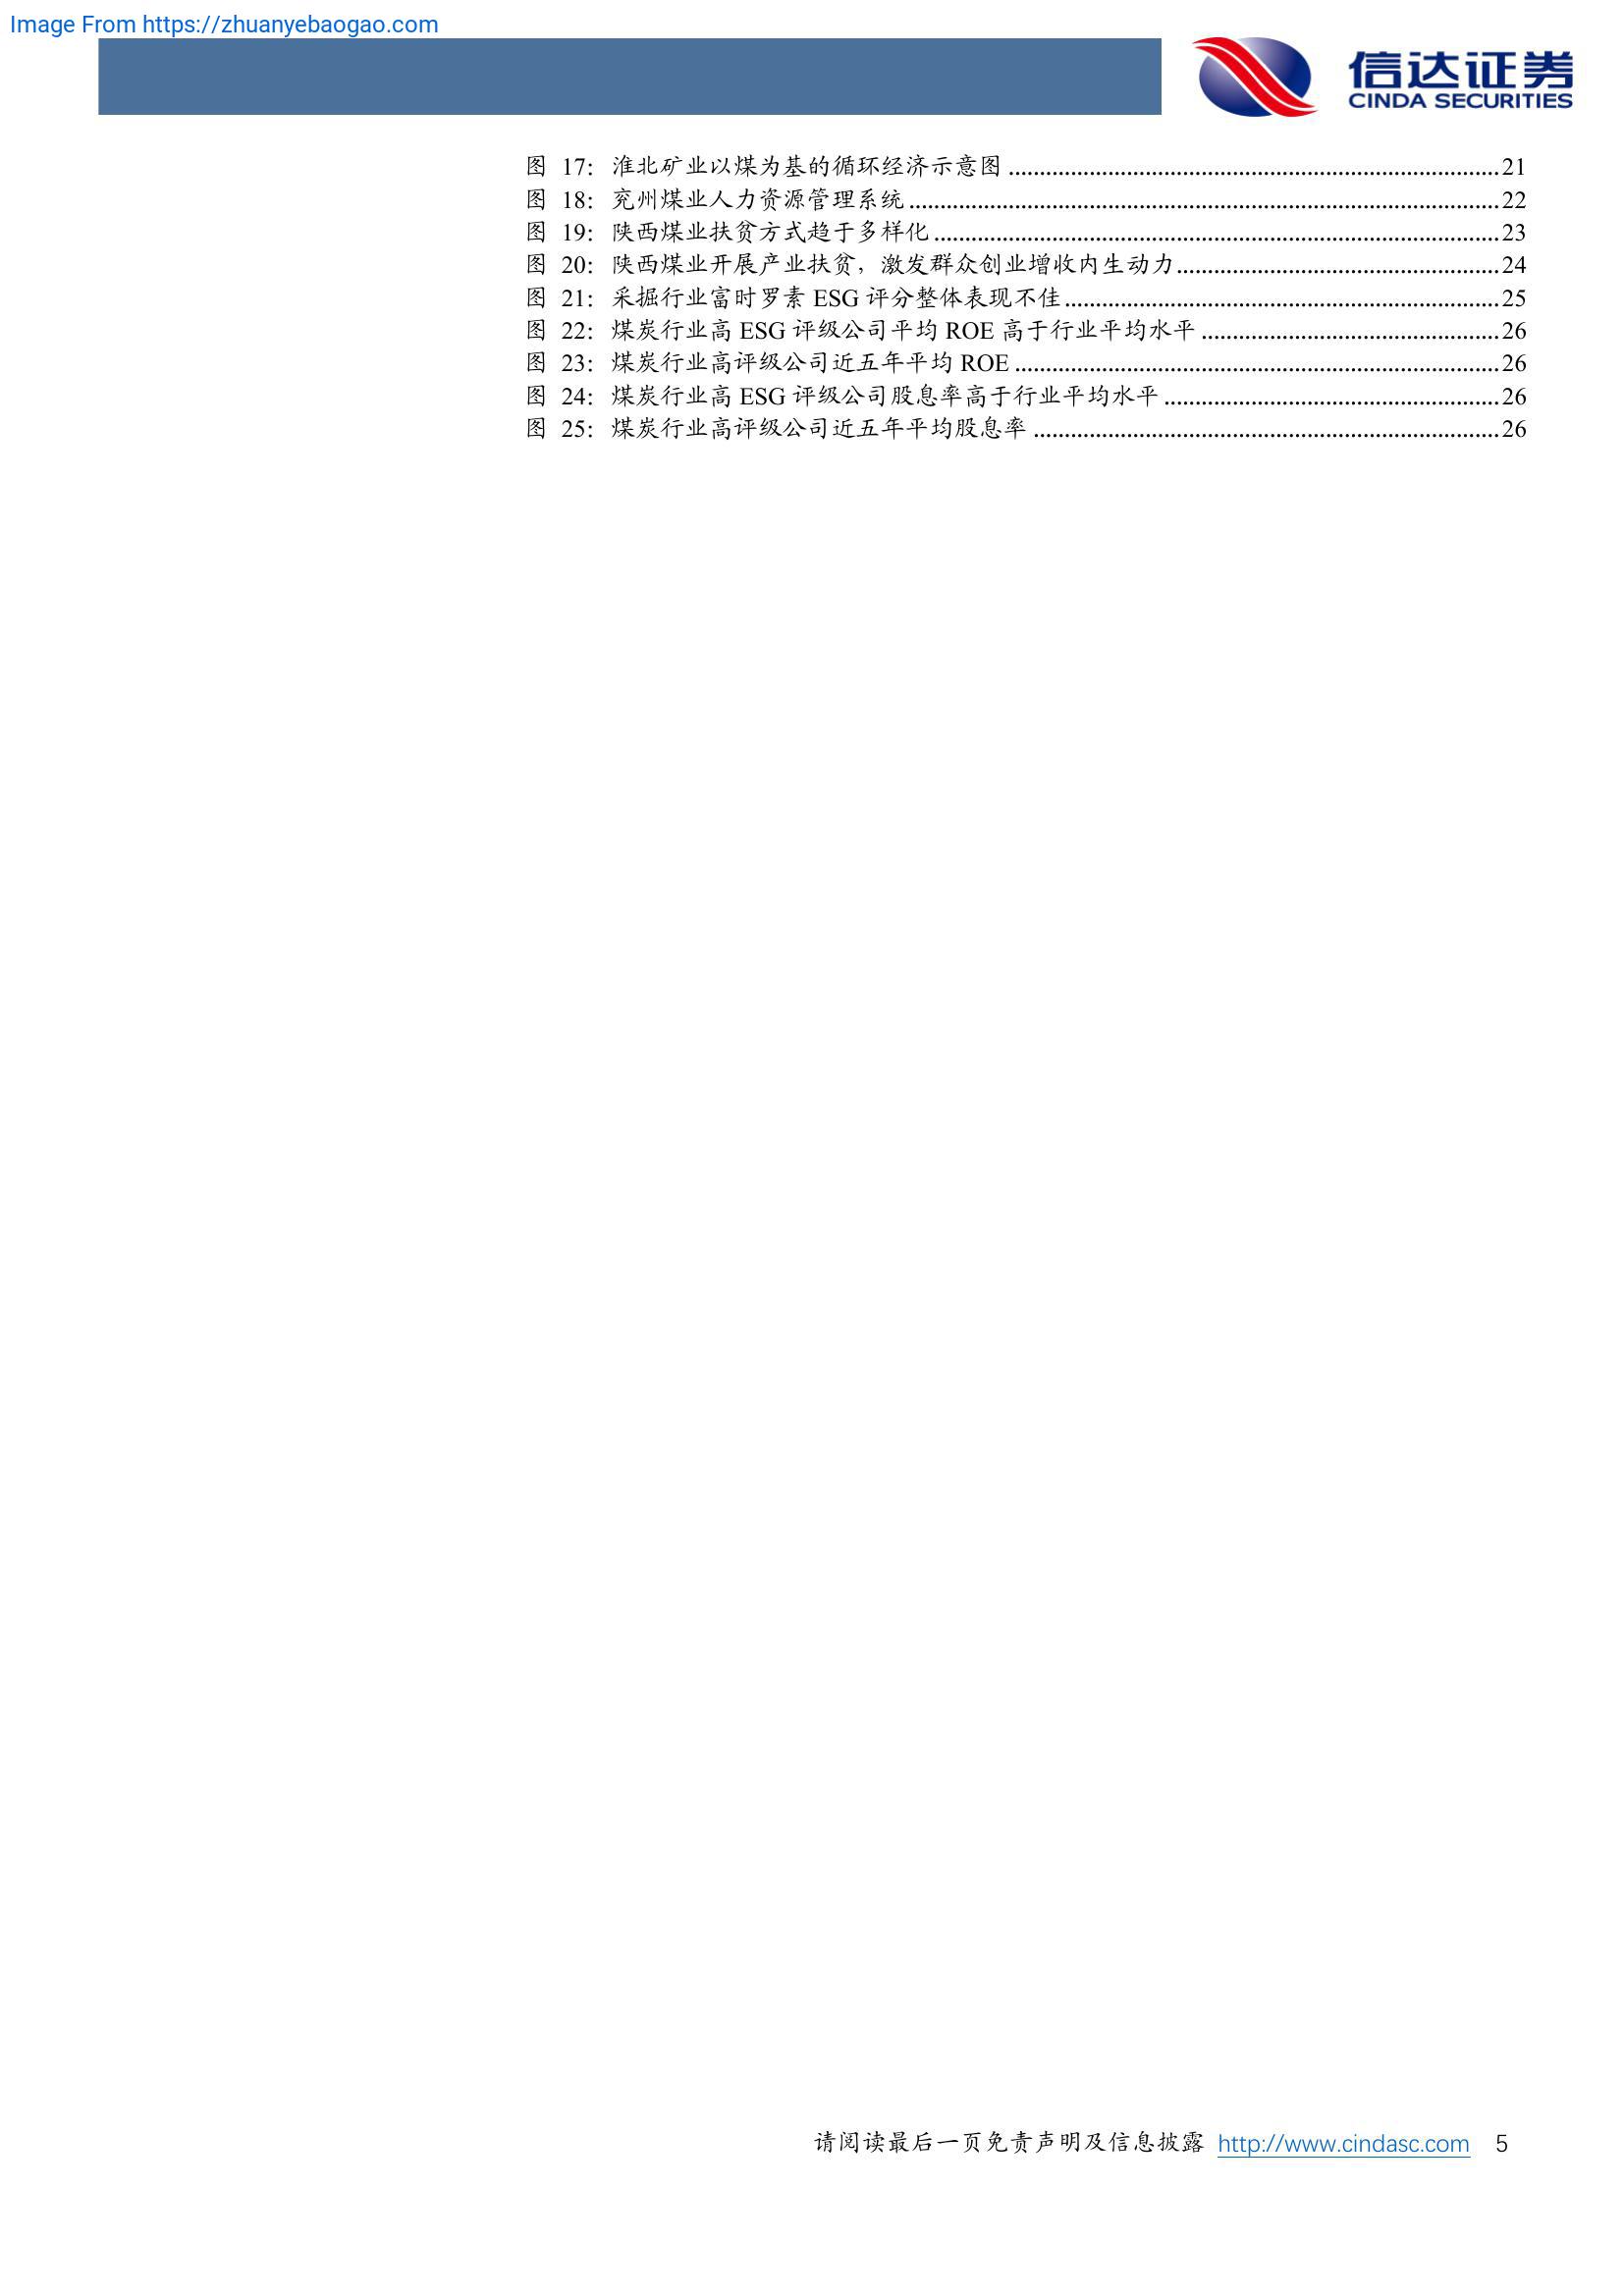 Image From https://zhuanyebaogao.com
信达证券
CINDA SECURITIES
图 17：淮北矿业以煤为基的循环经济示意图 ................................................................................21
图 18：兖州煤业人力资源管理系统 ................................................................................................22
图 19：陕西煤业扶贫方式趋于多样化 ............................................................................................23
图 20：陕西煤业开展产业扶贫，激发群众创业增收内生动力 ....................................................24
图 21：采掘行业富时罗素 ESG 评分整体表现不佳 ......................................................................25
图 22：煤炭行业高 ESG 评级公司平均 ROE 高于行业平均水平 ................................................26
图 23：煤炭行业高评级公司近五年平均 ROE ..............................................................................26
图 24：煤炭行业高 ESG 评级公司股息率高于行业平均水平 ......................................................26
图 25：煤炭行业高评级公司近五年平均股息率 ............................................................................26
请阅读最后一页免责声明及信息披露 http://www.cindasc.com 5